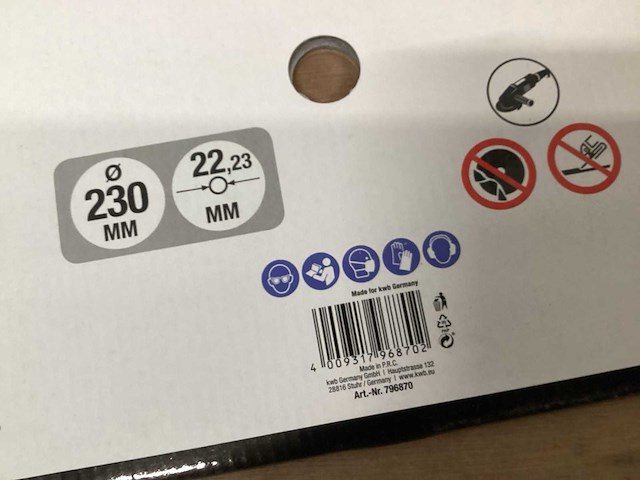 Ø
230
MM
22,23
MM
Made for kwb Germany
4 009317 968702
Made in P.R.C.
kwb Germany GmbH | Hauptstrasse 132
28816 Stuhr / Germany | www.kwb.eu
Art.-Nr. 796870